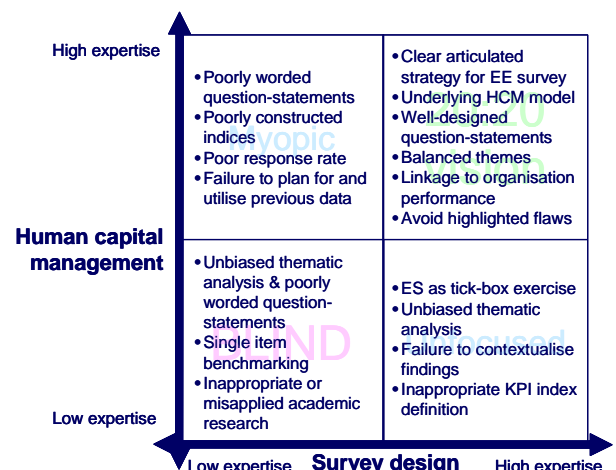 High expertise
• Poorly worded
question-statements
• Poorly constructed
indices
• Poor response rate
• Failure to plan for and
utilise previous data
Myopic
• Clear articulated
strategy for EE survey
• Underlying HCM model
• Well-designed
question-statements
• Balanced themes
• Linkage to organisation
performance
• Avoid highlighted flaws
20:20
vision
Human capital
management
• Unbiased thematic
analysis & poorly
worded question-
statements
• Single item
benchmarking
• Inappropriate or
misapplied academic
research
BLIND
• ES as tick-box exercise
• Unbiased thematic
analysis
• Failure to contextualise
findings
• Inappropriate KPI index
definition
Unfocused
Low expertise
Low expertise Survey design High expertise